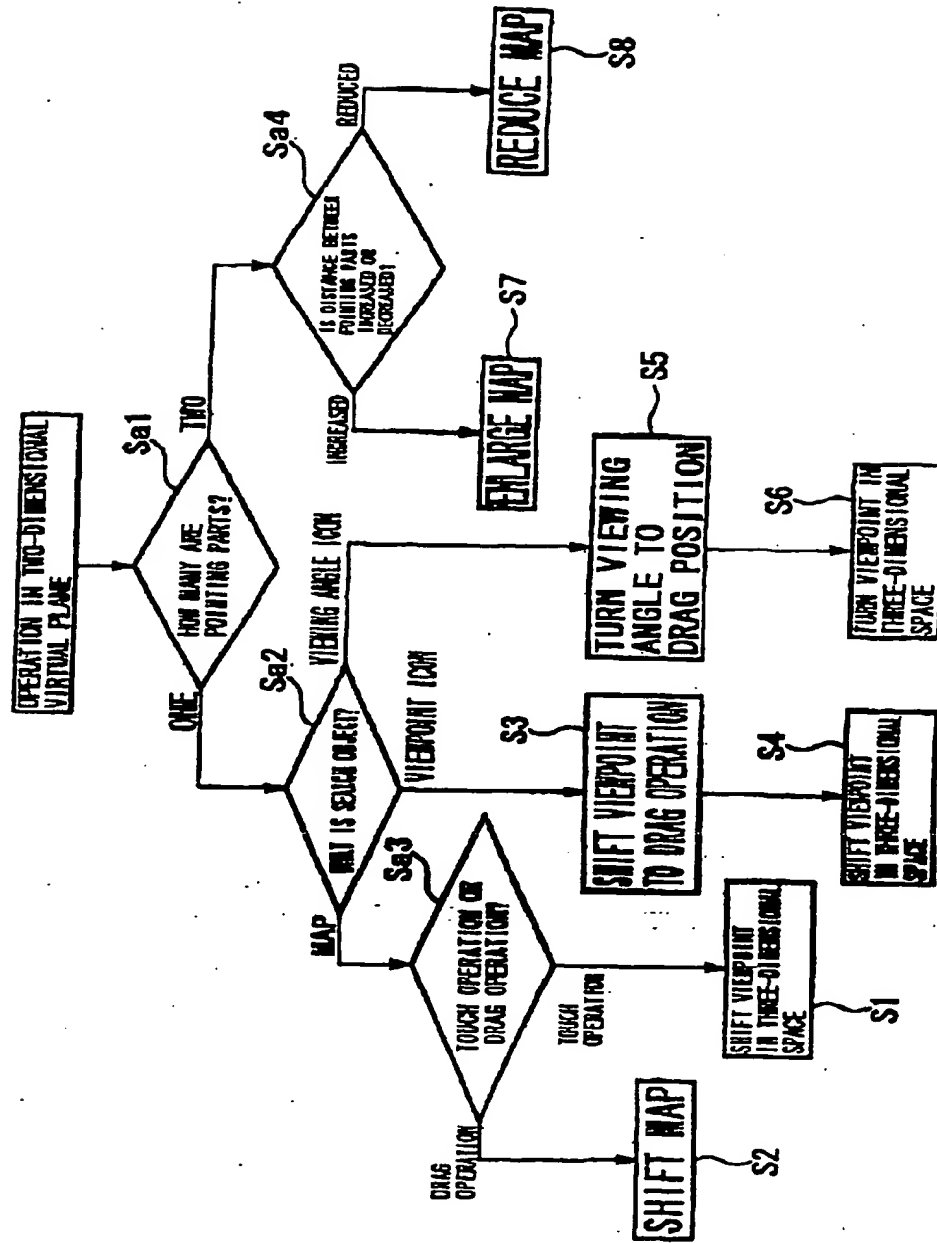 OPERATION IN TWO-DIMENSIONAL
VIRTUAL PLANE
Sa1
HOW MANY ARE
POINTING PARTS?
ONE
TWO
Sa2
WHAT IS SEARCH OBJECT?
MAP
VIEWPOINT ICON
VIEWING ANGLE ICON
Sa4
IS DISTANCE BETWEEN
POINTING PARTS
INCREASED OR
DECREASED?
INCREASED
REDUCED
Sa3
TOUCH OPERATION OR
DRAG OPERATION?
DRAG
OPERATION
TOUCH
OPERATION
S7
ENLARGE MAP
REDUCE MAP
S8
SHIFT MAP
S2
SHIFT VIEWPOINT
IN THREE-DIMENSIONAL
SPACE
S1
S3
SHIFT VIEWPOINT
TO DRAG OPERATION
S4
SHIFT VIEWPOINT
IN THREE-DIMENSIONAL
SPACE
S5
TURN VIEWING
ANGLE TO
DRAG POSITION
S6
TURN VIEWPOINT IN
THREE-DIMENSIONAL
SPACE